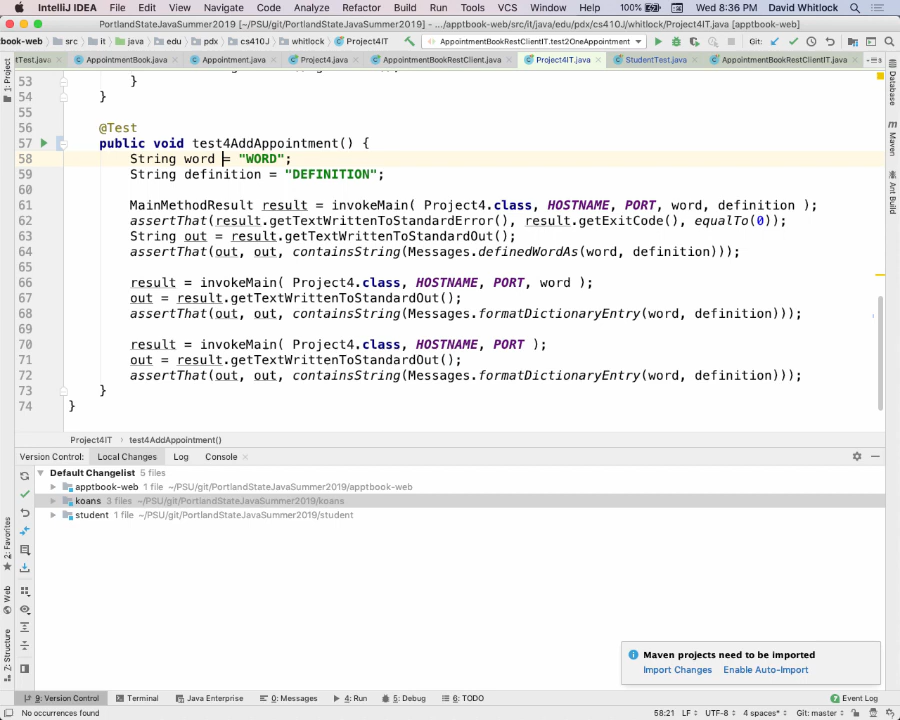 IntelliJ IDEA File Edit View Navigate Code Analyze Refactor Build Run Tools VCS Window Help 100% Wed 8:36 PM David Whitlock
PortlandStateJavaSummer2019 [~/PSU/git/PortlandStateJavaSummer2019] - .../apptbook-web/src/it/java/edu/pdx/cs410J/whitlock/Project4IT.java [apptbook-web]
book-web src it java edu pdx cs410J whitlock Project4IT AppointmentBookRestClientIT.test2OneAppointment Git:
tTest.java AppointmentBook.java Appointment.java Project4.java AppointmentBookRestClient.java Project4IT.java StudentTest.java AppointmentBookRestClientIT.java
53 }
54 }
55
56 @Test
57 public void test4AddAppointment() {
58 String word = "WORD";
59 String definition = "DEFINITION";
60
61 MainMethodResult result = invokeMain( Project4.class, HOSTNAME, PORT, word, definition );
62 assertThat(result.getTextWrittenToStandardError(), result.getExitCode(), equalTo(0));
63 String out = result.getTextWrittenToStandardOut();
64 assertThat(out, out, containsString(Messages.definedWordAs(word, definition)));
65
66 result = invokeMain( Project4.class, HOSTNAME, PORT, word );
67 out = result.getTextWrittenToStandardOut();
68 assertThat(out, out, containsString(Messages.formatDictionaryEntry(word, definition)));
69
70 result = invokeMain( Project4.class, HOSTNAME, PORT );
71 out = result.getTextWrittenToStandardOut();
72 assertThat(out, out, containsString(Messages.formatDictionaryEntry(word, definition)));
73 }
74 }
Project4IT › test4AddAppointment()
Version Control: Local Changes Log Console
Default Changelist 5 files
apptbook-web 1 file ~/PSU/git/PortlandStateJavaSummer2019/apptbook-web
koans 3 files ~/PSU/git/PortlandStateJavaSummer2019/koans
student 1 file ~/PSU/git/PortlandStateJavaSummer2019/student
1: Project
2: Favorites
Web
7: Structure
Database
Maven
Ant Build
Maven projects need to be imported
Import Changes Enable Auto-Import
9: Version Control Terminal Java Enterprise 0: Messages 4: Run 5: Debug 6: TODO Event Log
No occurrences found 58:21 LF UTF-8 4 spaces* Git: master